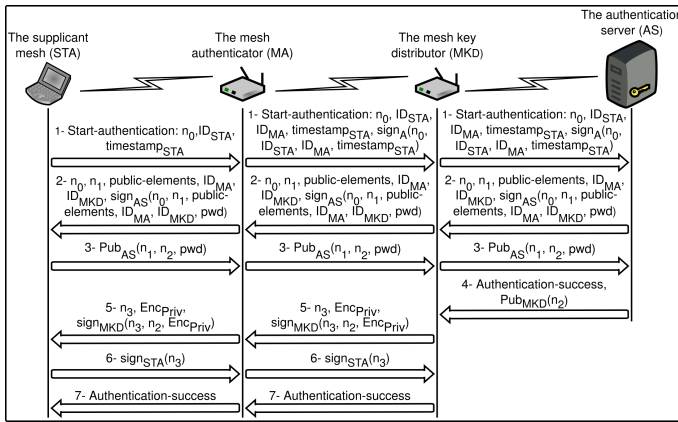 The supplicant
mesh (STA)
The mesh
authenticator (MA)
The mesh key
distributor (MKD)
The authentication
server (AS)
1- Start-authentication: n0,IDSTA,
timestampSTA
1- Start-authentication: n0, IDSTA,
IDMA, timestampSTA, signA(n0,
IDSTA, IDMA, timestampSTA)
1- Start-authentication: n0, IDSTA,
IDMA, timestampSTA, signA(n0,
IDSTA, IDMA, timestampSTA)
2- n0, n1, public-elements, IDMA,
IDMKD, signAS(n0, n1, public-
elements, IDMA, IDMKD, pwd)
2- n0, n1, public-elements, IDMA,
IDMKD, signAS(n0, n1, public-
elements, IDMA, IDMKD, pwd)
2- n0, n1, public-elements, IDMA,
IDMKD, signAS(n0, n1, public-
elements, IDMA, IDMKD, pwd)
3- PubAS(n1, n2, pwd)
3- PubAS(n1, n2, pwd)
3- PubAS(n1, n2, pwd)
4- Authentication-success,
PubMKD(n2)
5- n3, EncPriv,
signMKD(n3, n2, EncPriv)
5- n3, EncPriv,
signMKD(n3, n2, EncPriv)
6- signSTA(n3)
6- signSTA(n3)
7- Authentication-success
7- Authentication-success